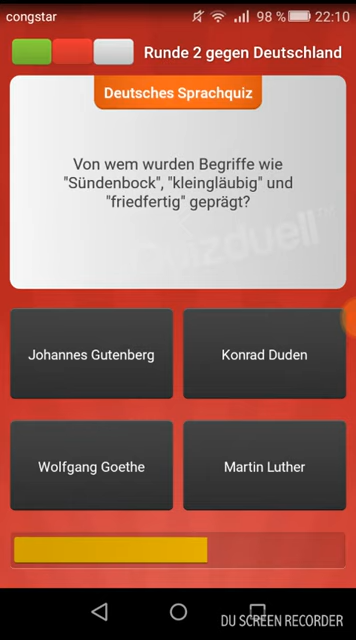 congstar 98 % 22:10
Runde 2 gegen Deutschland
Deutsches Sprachquiz
Von wem wurden Begriffe wie
"Sündenbock", "kleingläubig" und
"friedfertig" geprägt?
Quizduell
Johannes Gutenberg
Konrad Duden
Wolfgang Goethe
Martin Luther
DU SCREEN RECORDER